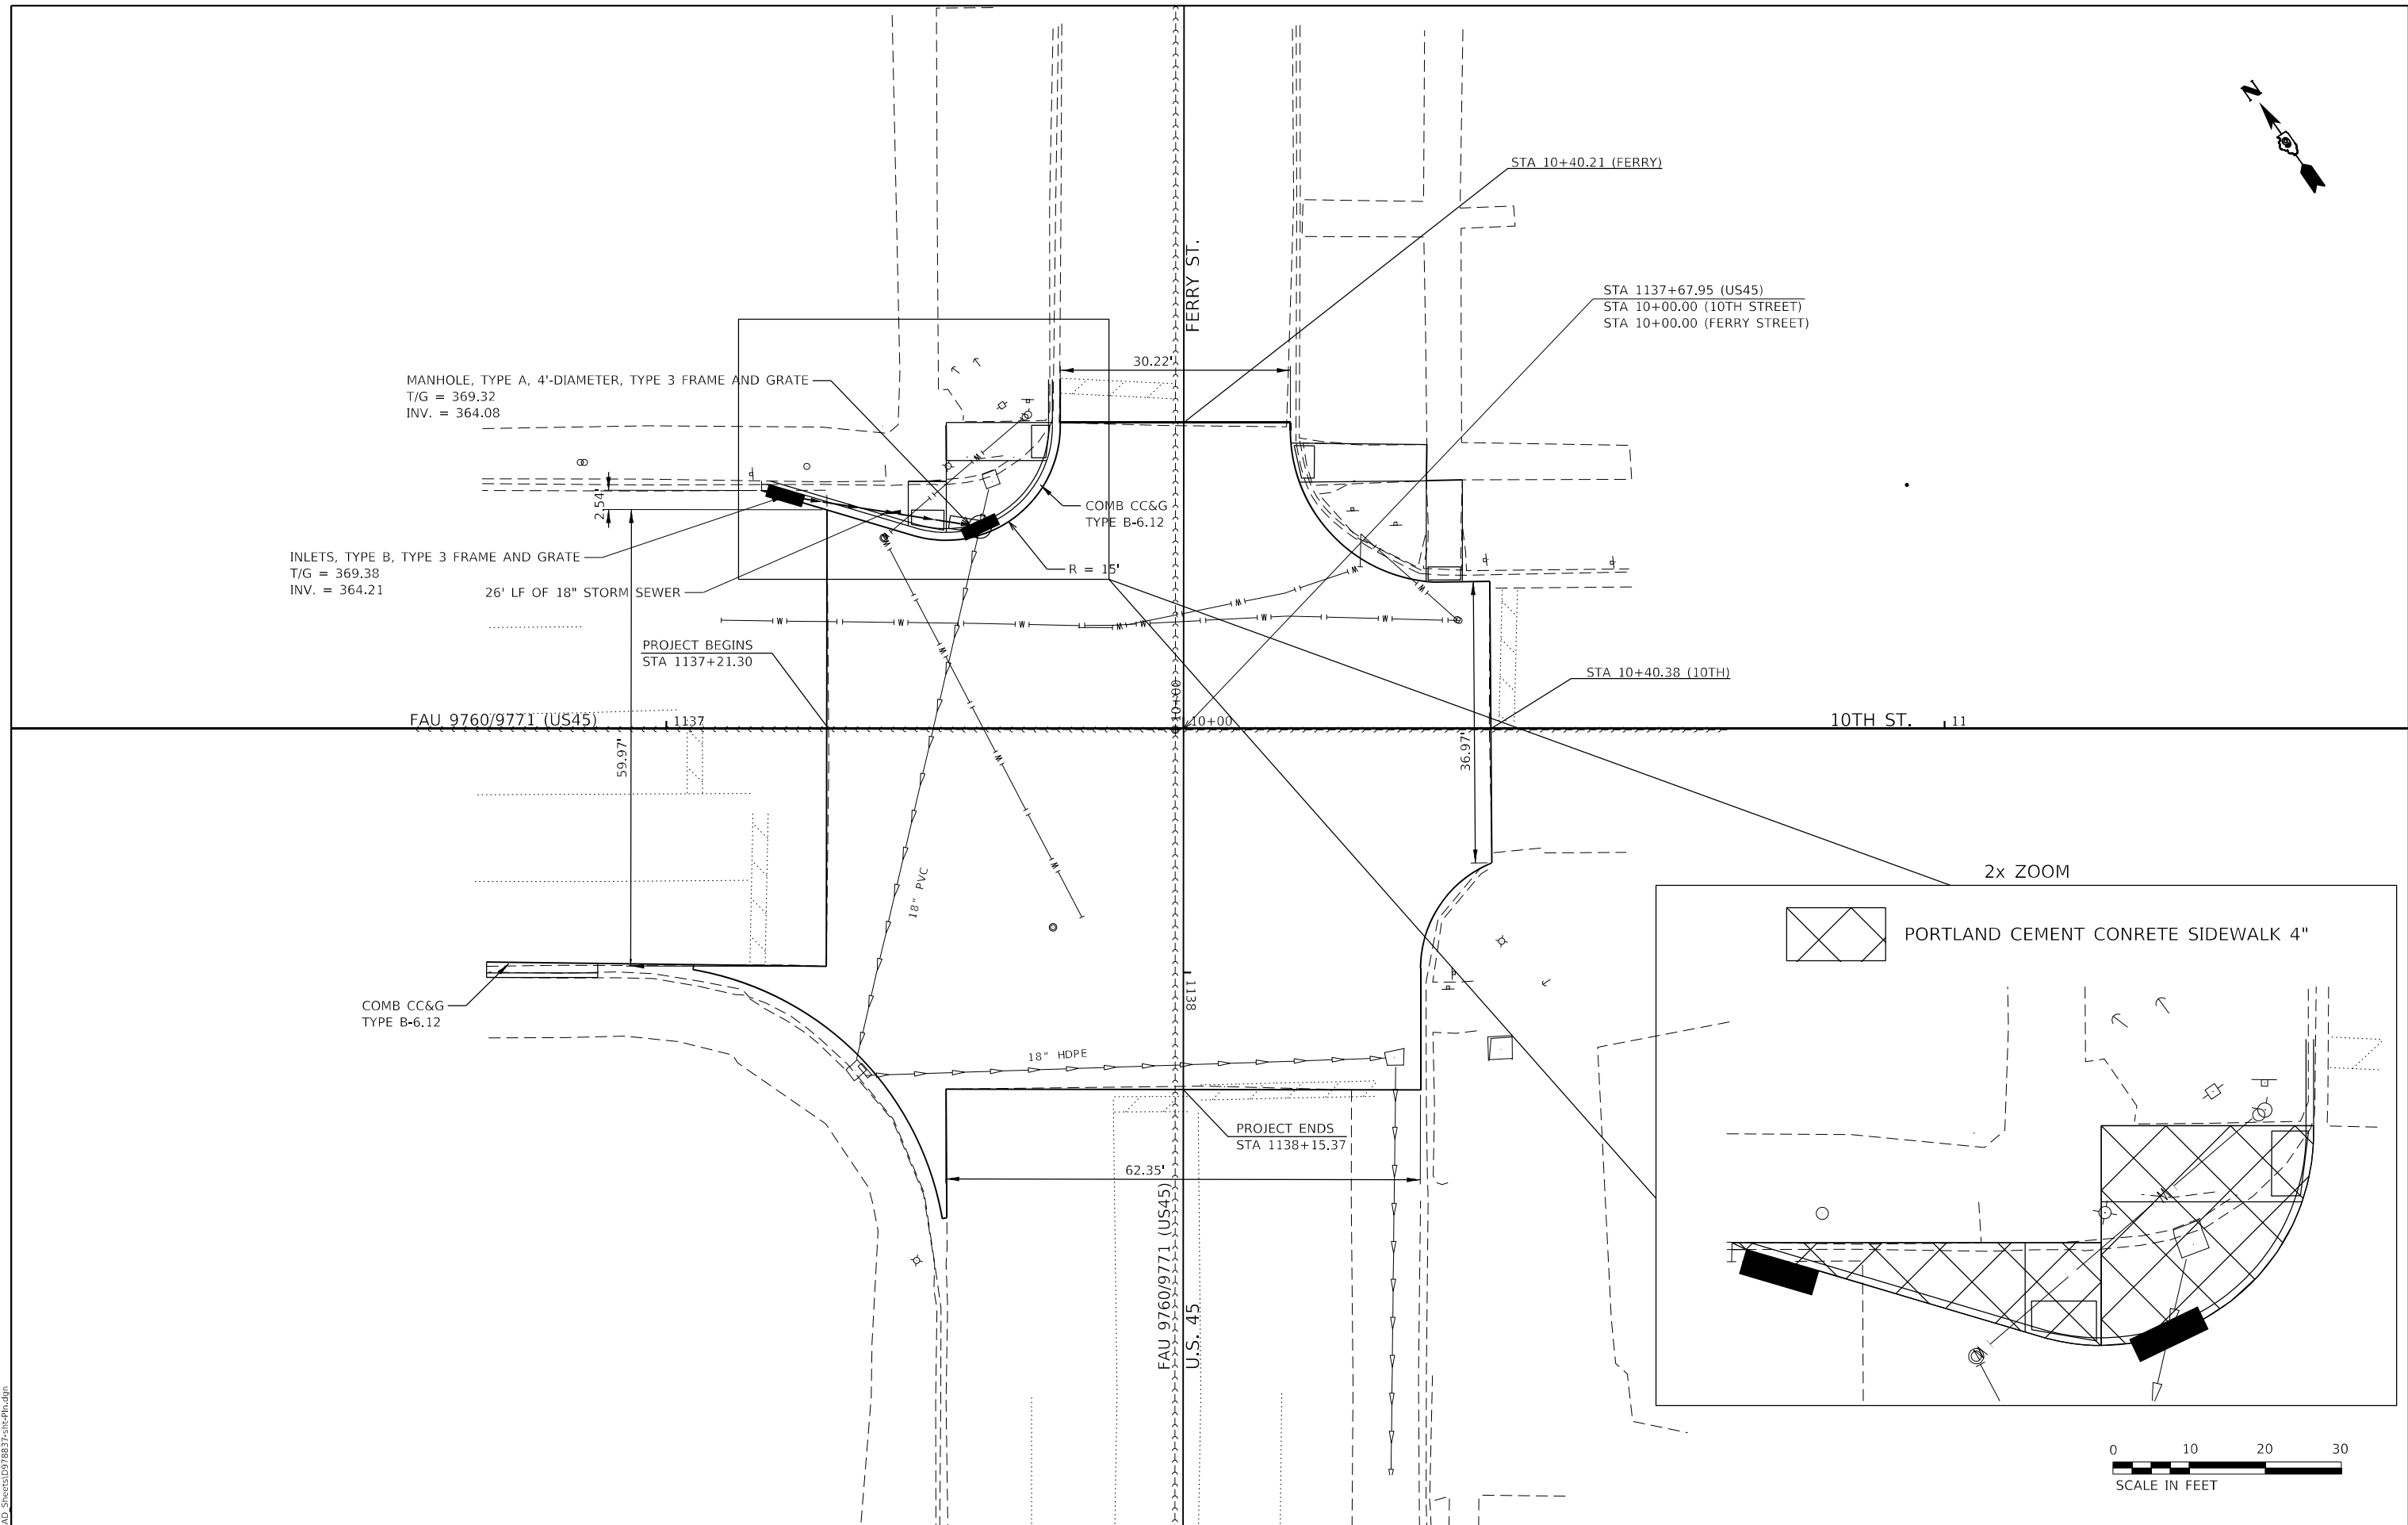 N
STA 10+40.21 (FERRY)
FERRY ST.
STA 1137+67.95 (US45)
STA 10+00.00 (10TH STREET)
STA 10+00.00 (FERRY STREET)
30.22'
MANHOLE, TYPE A, 4'-DIAMETER, TYPE 3 FRAME AND GRATE
T/G = 369.32
INV. = 364.08
2.54'
COMB CC&G
TYPE B-6.12
INLETS, TYPE B, TYPE 3 FRAME AND GRATE
T/G = 369.38
INV. = 364.21
R = 15'
26' LF OF 18" STORM SEWER
W
W
W
W
W
W
W
W
W
W
W
W
W
PROJECT BEGINS
STA 1137+21.30
STA 10+40.38 (10TH)
FAU 9760/9771 (US45)
1137
10+00
10+00
10TH ST.
11
59.97'
36.97'
18" PVC
2x ZOOM
PORTLAND CEMENT CONRETE SIDEWALK 4"
COMB CC&G
TYPE B-6.12
1138
18" HDPE
PROJECT ENDS
STA 1138+15.37
62.35'
FAU 9760/9771 (US45)
U.S. 45
W
W
0 10 20 30
SCALE IN FEET
AD_Sheets\D978837-sht-Pln.dgn